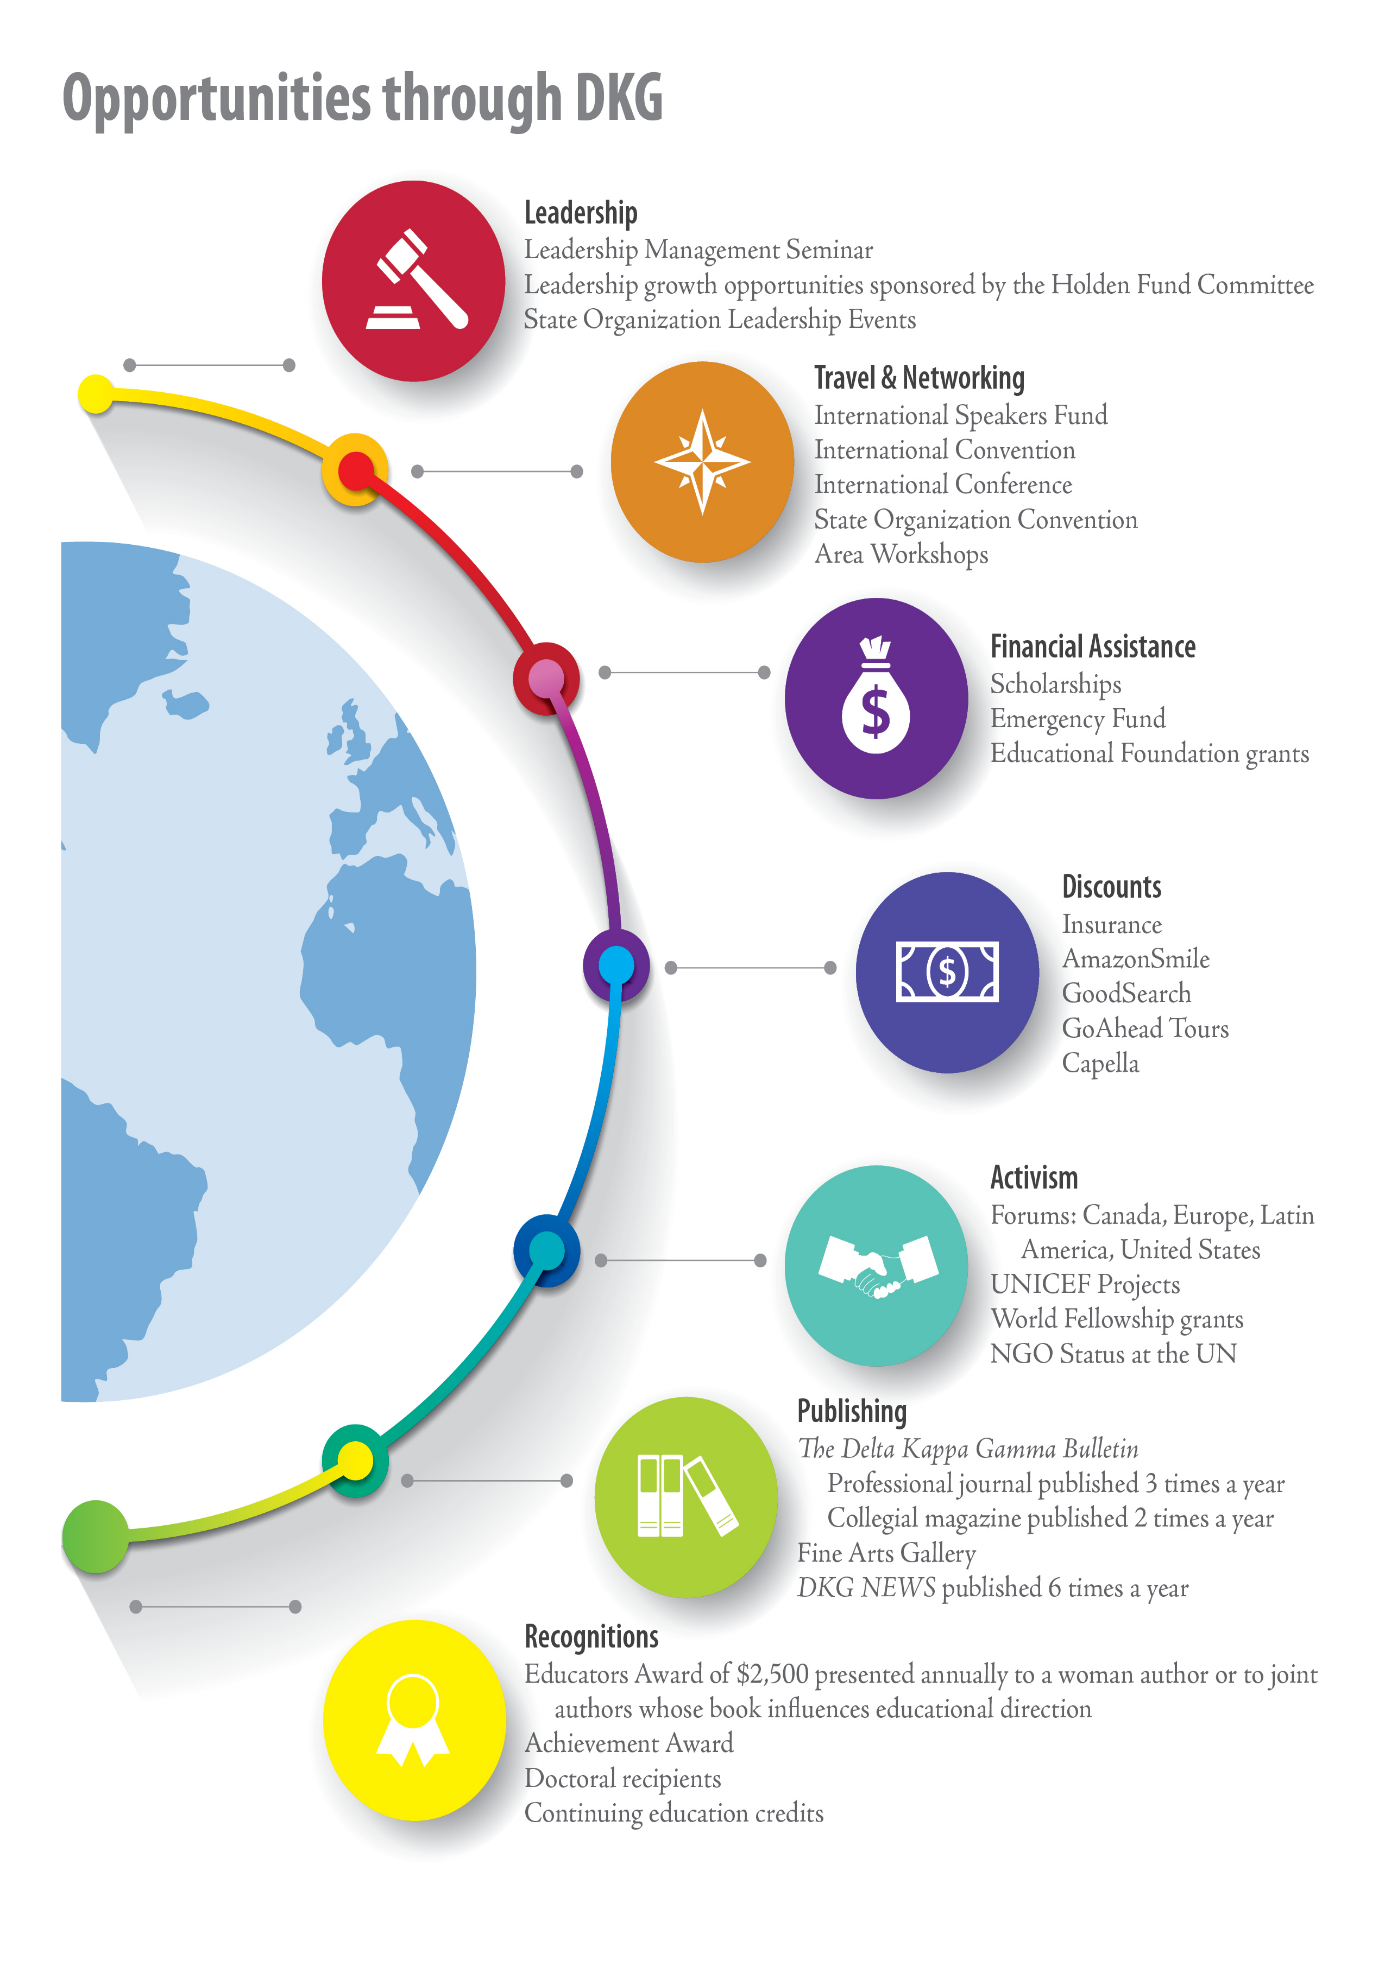 Opportunities through DKG
Leadership
Leadership Management Seminar
Leadership growth opportunities sponsored by the Holden Fund Committee
State Organization Leadership Events
Travel & Networking
International Speakers Fund
International Convention
International Conference
State Organization Convention
Area Workshops
$
Financial Assistance
Scholarships
Emergency Fund
Educational Foundation grants
$
Discounts
Insurance
AmazonSmile
GoodSearch
GoAhead Tours
Capella
Activism
Forums: Canada, Europe, Latin
America, United States
UNICEF Projects
World Fellowship grants
NGO Status at the UN
Publishing
The Delta Kappa Gamma Bulletin
Professional journal published 3 times a year
Collegial magazine published 2 times a year
Fine Arts Gallery
DKG NEWS published 6 times a year
Recognitions
Educators Award of $2,500 presented annually to a woman author or to joint
authors whose book influences educational direction
Achievement Award
Doctoral recipients
Continuing education credits